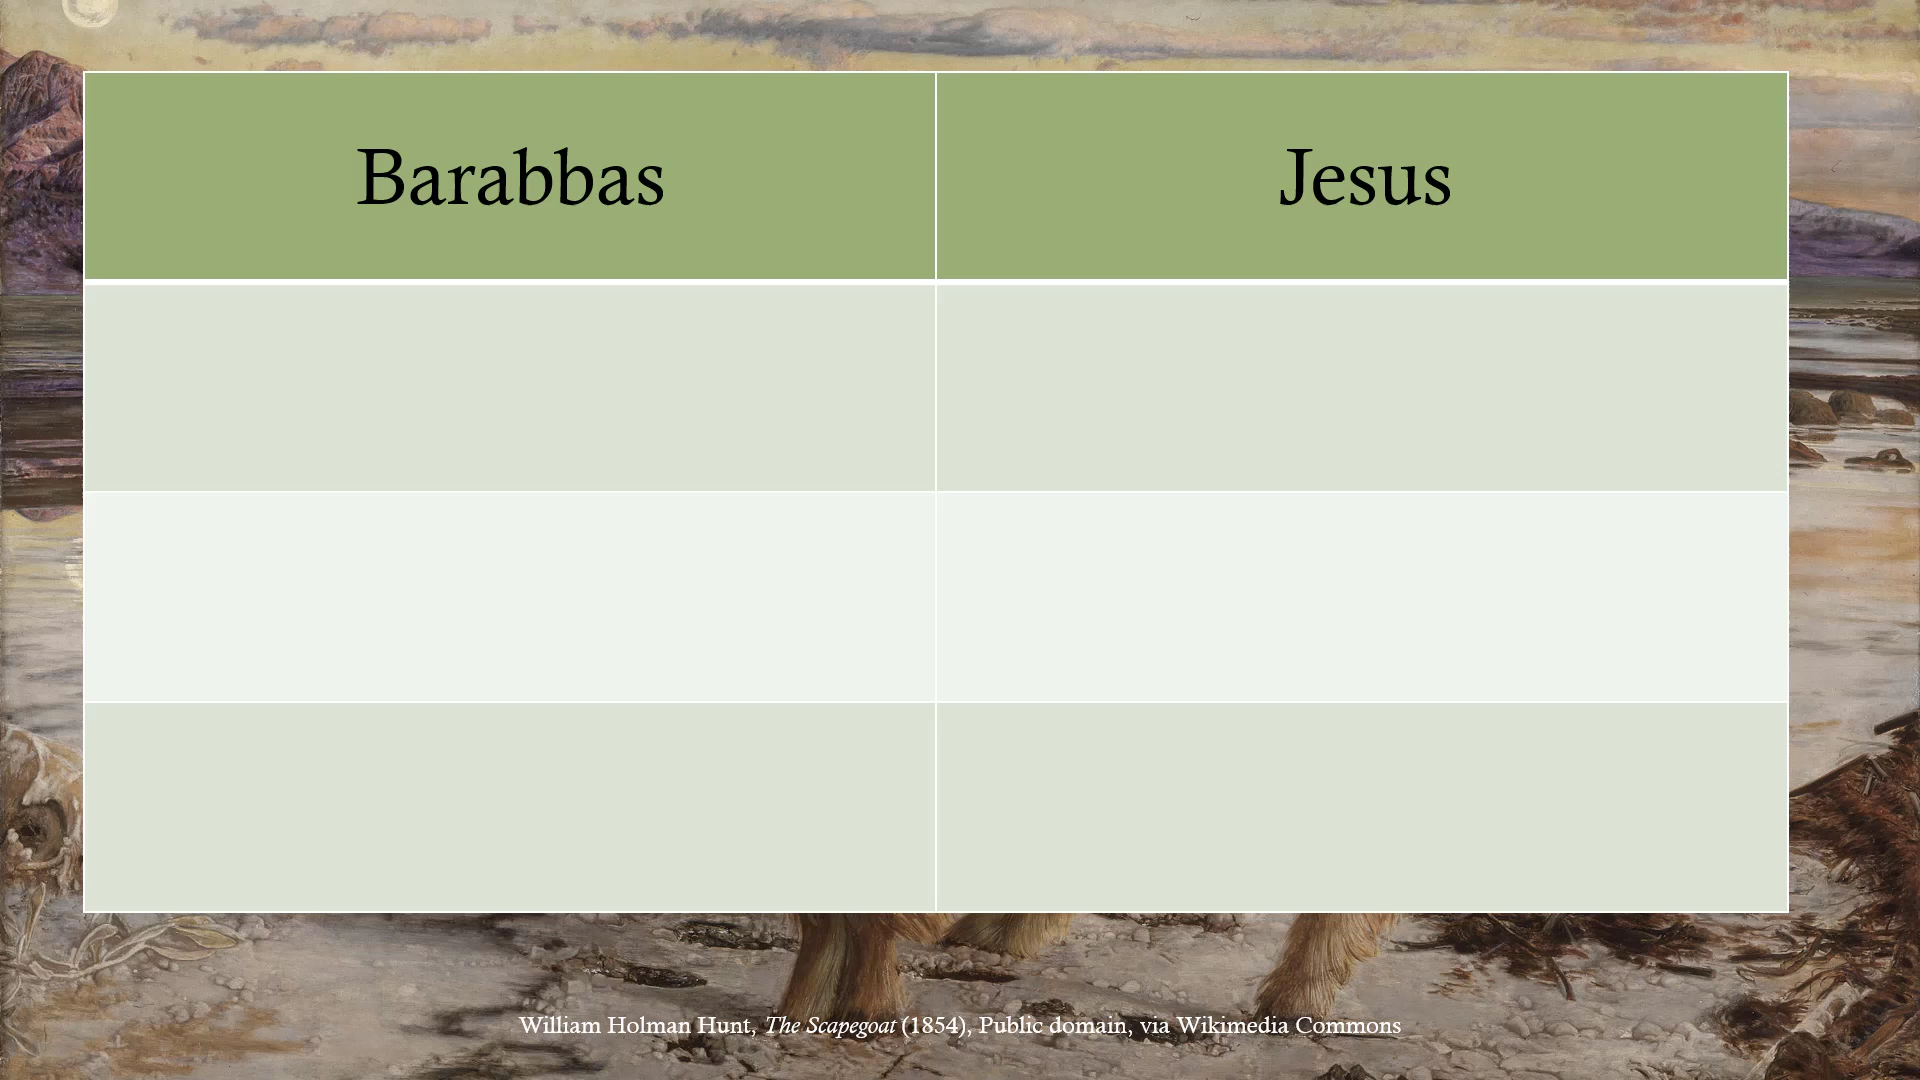 Barabbas
Jesus
William Holman Hunt, The Scapegoat (1854), Public domain, via Wikimedia Commons